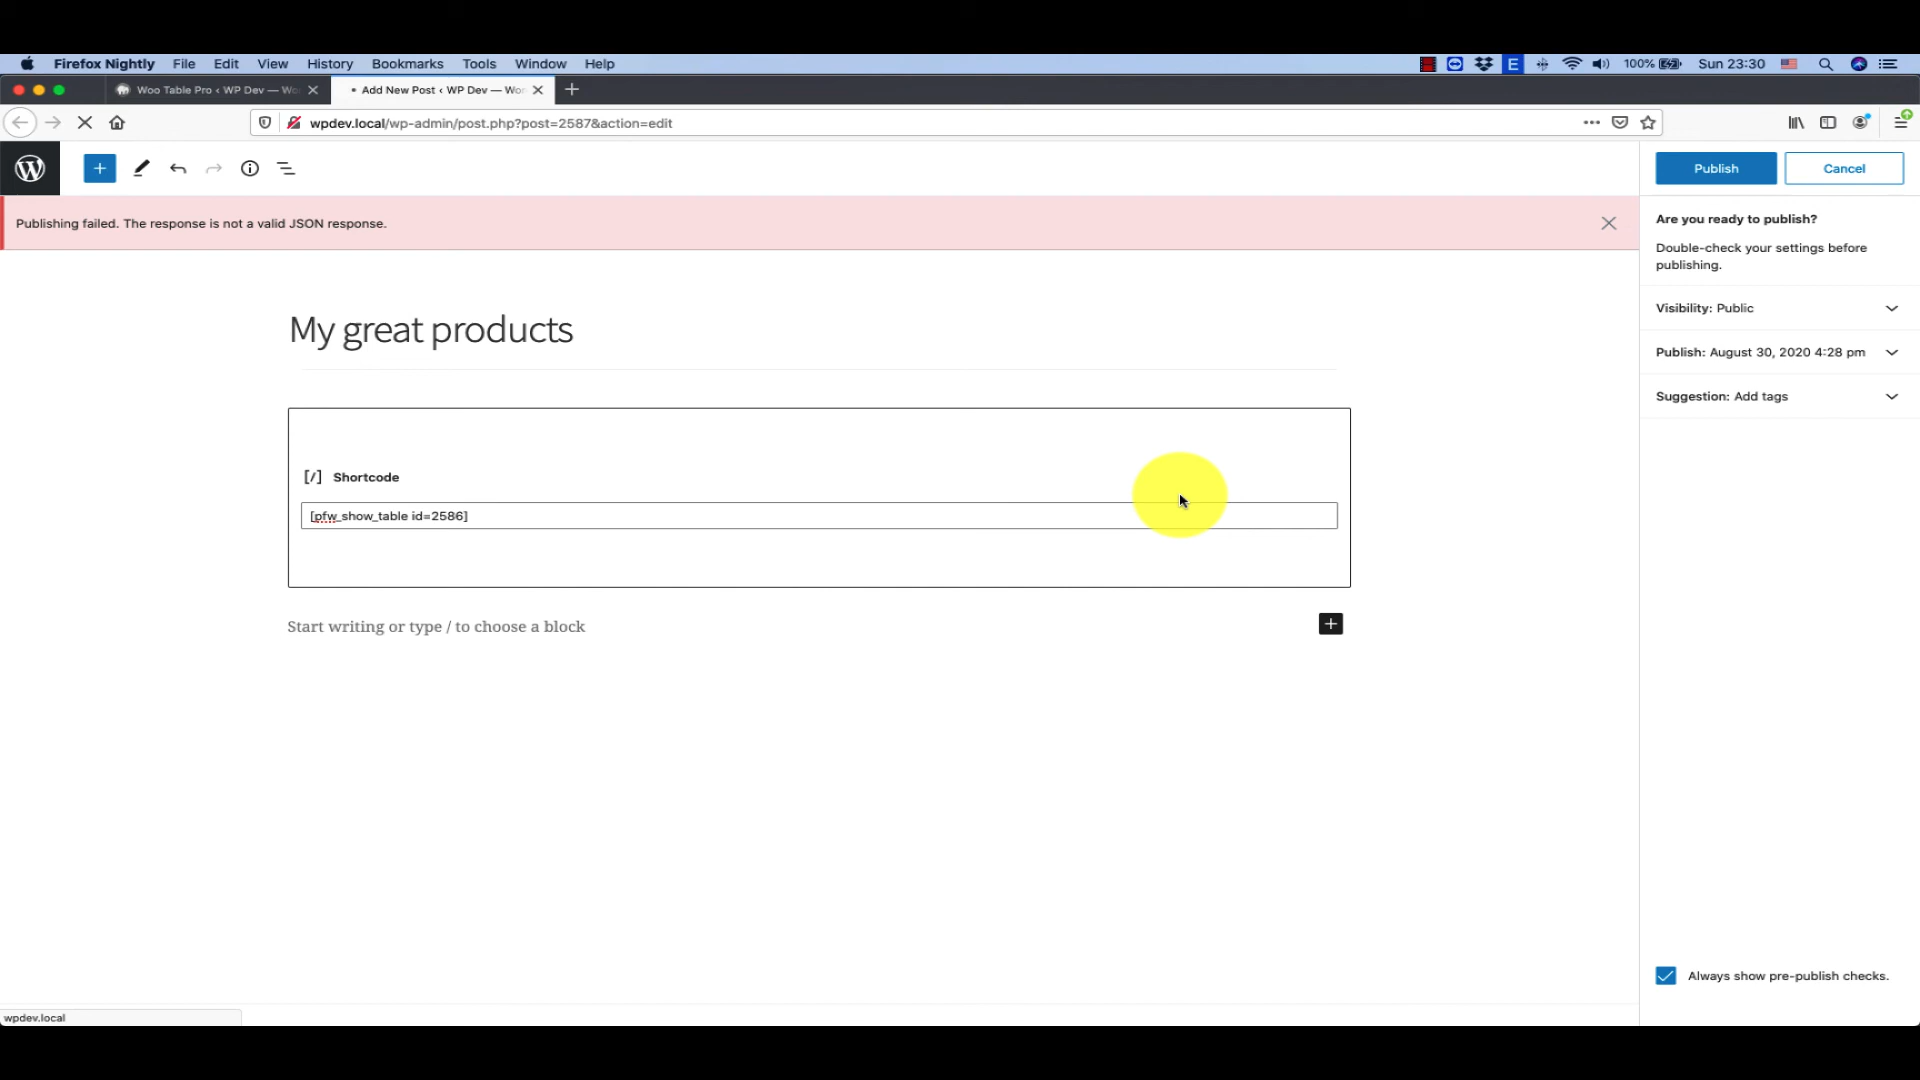 Firefox Nightly File Edit View History Bookmarks Tools Window Help E 100% Sun 23:30
Woo Table Pro ‹ WP Dev — Wo
Add New Post ‹ WP Dev — Wor
wpdev.local/wp-admin/post.php?post=2587&action=edit
Publish
Cancel
Publishing failed. The response is not a valid JSON response.
Are you ready to publish?
Double-check your settings before
publishing.
Visibility: Public
Publish: August 30, 2020 4:28 pm
Suggestion: Add tags
My great products
[/] Shortcode
[pfw_show_table id=2586]
Start writing or type / to choose a block
Always show pre-publish checks.
wpdev.local